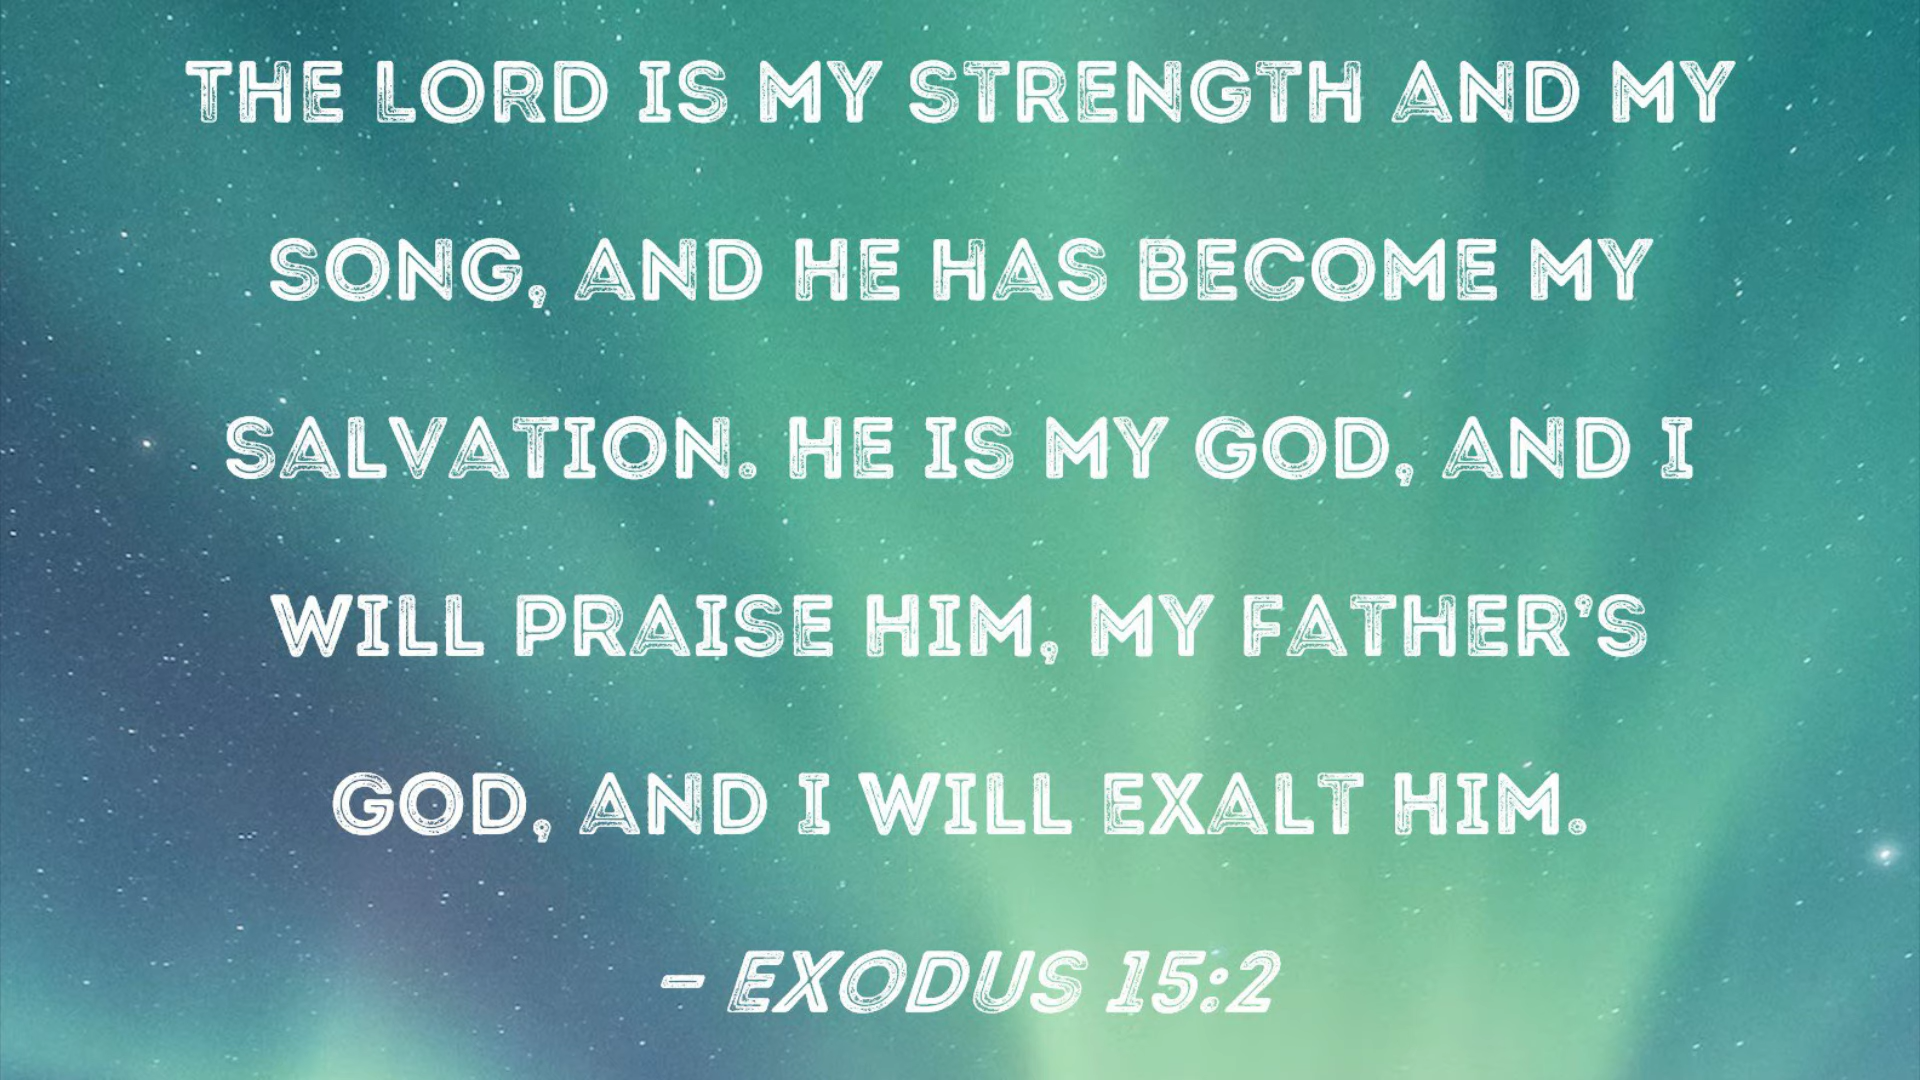 THE LORD IS MY STRENGTH AND MY
SONG, AND HE HAS BECOME MY
SALVATION. HE IS MY GOD, AND I
WILL PRAISE HIM, MY FATHER'S
GOD, AND I WILL EXALT HIM.
– EXODUS 15:2